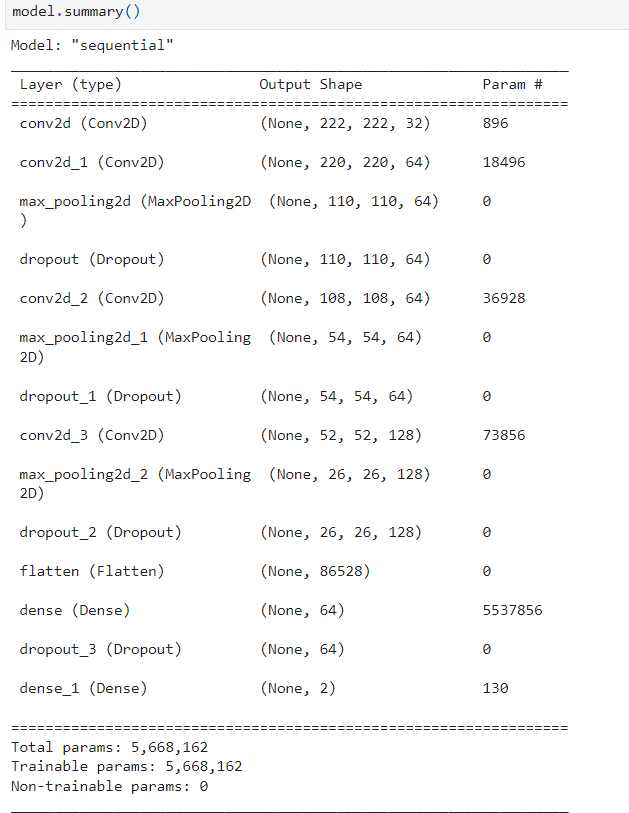 model.summary()
Model: "sequential"
_________________________________________________________________
Layer (type) Output Shape Param #
=================================================================
conv2d (Conv2D) (None, 222, 222, 32) 896
conv2d_1 (Conv2D) (None, 220, 220, 64) 18496
max_pooling2d (MaxPooling2D (None, 110, 110, 64) 0
)
dropout (Dropout) (None, 110, 110, 64) 0
conv2d_2 (Conv2D) (None, 108, 108, 64) 36928
max_pooling2d_1 (MaxPooling (None, 54, 54, 64) 0
2D)
dropout_1 (Dropout) (None, 54, 54, 64) 0
conv2d_3 (Conv2D) (None, 52, 52, 128) 73856
max_pooling2d_2 (MaxPooling (None, 26, 26, 128) 0
2D)
dropout_2 (Dropout) (None, 26, 26, 128) 0
flatten (Flatten) (None, 86528) 0
dense (Dense) (None, 64) 5537856
dropout_3 (Dropout) (None, 64) 0
dense_1 (Dense) (None, 2) 130
=================================================================
Total params: 5,668,162
Trainable params: 5,668,162
Non-trainable params: 0
_________________________________________________________________